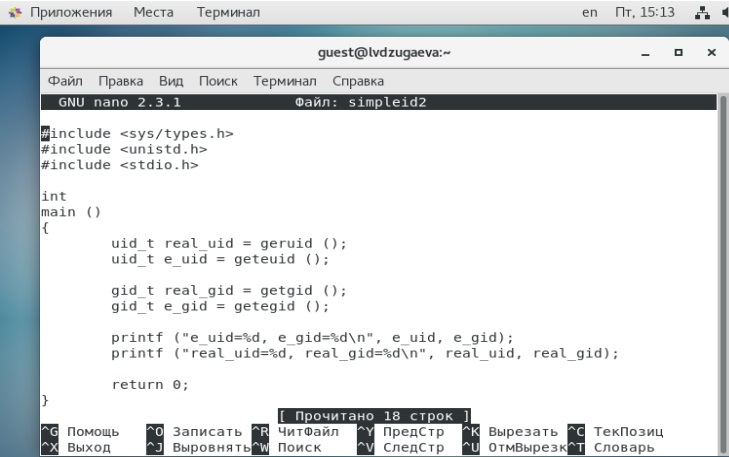 Приложения Места Терминал en Пт, 15:13
guest@lvdzugaeva:~
Файл Правка Вид Поиск Терминал Справка
GNU nano 2.3.1 Файл: simpleid2
#include <sys/types.h>
#include <unistd.h>
#include <stdio.h>
int
main ()
{
uid_t real_uid = geruid ();
uid_t e_uid = geteuid ();
gid_t real_gid = getgid ();
gid_t e_gid = getegid ();
printf ("e_uid=%d, e_gid=%d\n", e_uid, e_gid);
printf ("real_uid=%d, real_gid=%d\n", real_uid, real_gid);
return 0;
}
[ Прочитано 18 строк ]
^G Помощь ^O Записать ^R ЧитФайл ^Y ПредСтр ^K Вырезать ^C ТекПозиц
^X Выход ^J Выровнять^W Поиск ^V СледСтр ^U ОтмВырезк^T Словарь